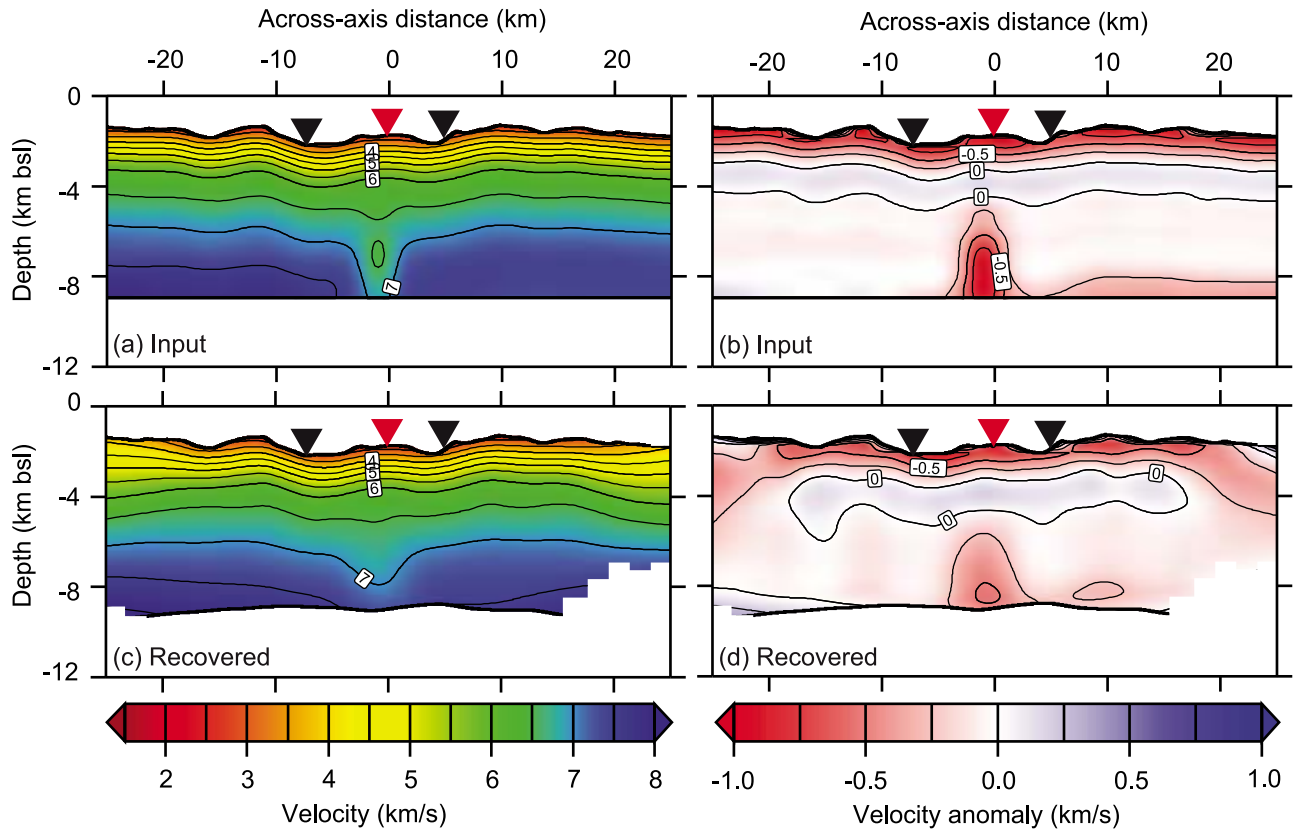 Across-axis distance (km) Across-axis distance (km)
-20 -10 0 10 20 -20 -10 0 10 20
0
-4
-8
-12
Depth (km bsl) Depth (km bsl)
4
5
6
7
(a) Input
-0.5
0
0
-0.5
(b) Input
0
-4
-8
-12
Depth (km bsl)
4
5
6
7
(c) Recovered
-0.5
0
0
0
(d) Recovered
2 3 4 5 6 7 8
Velocity (km/s)
-1.0 -0.5 0.0 0.5 1.0
Velocity anomaly (km/s)